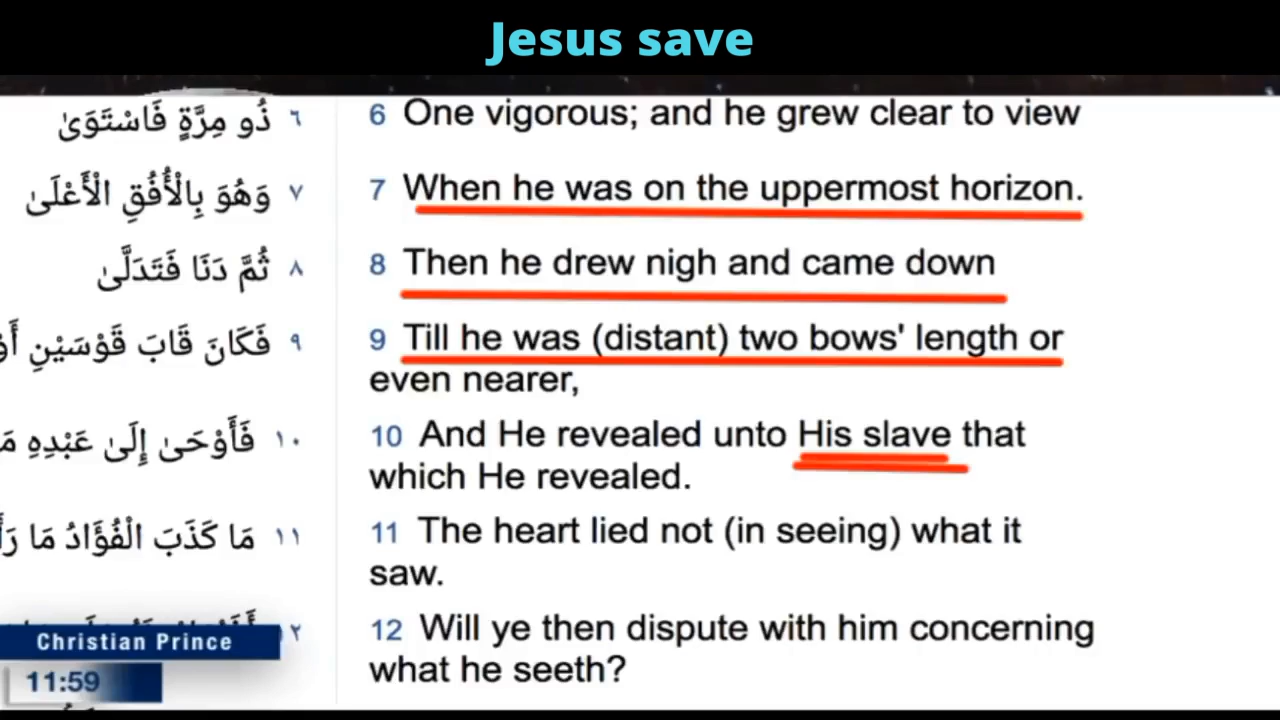 Jesus save
ذُو مِرَّةٍ فَاسْتَوَىٰ ٦
6 One vigorous; and he grew clear to view
وَهُوَ بِالْأُفُقِ الْأَعْلَىٰ ٧
7 When he was on the uppermost horizon.
ثُمَّ دَنَا فَتَدَلَّىٰ ٨
8 Then he drew nigh and came down
فَكَانَ قَابَ قَوْسَيْنِ ٩
9 Till he was (distant) two bows' length or
even nearer,
فَأَوْحَىٰ إِلَىٰ عَبْدِهِ ١٠
10 And He revealed unto His slave that
which He revealed.
مَا كَذَبَ الْفُؤَادُ مَا ١١
11 The heart lied not (in seeing) what it
saw.
12 Will ye then dispute with him concerning
what he seeth?
Christian Prince
11:59